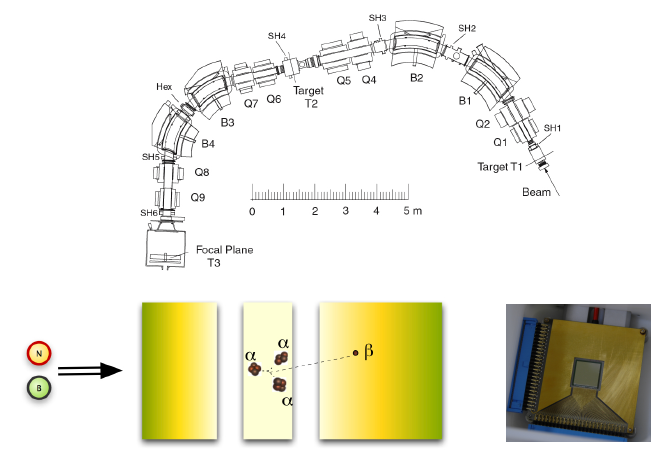 SH4
SH3
SH2
Hex
Q7
Q6
Target
T2
Q5
Q4
B2
B1
Q2
Q1
SH1
B3
B4
SH5
Q8
Q9
SH6
Target T1
Beam
0 1 2 3 4 5 m
Focal Plane
T3
N
B
α
α
α
β